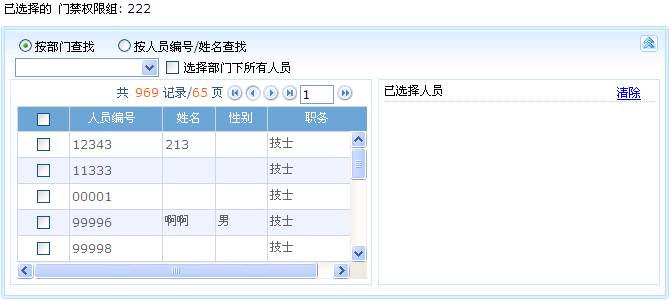 已选择的 门禁权限组: 222
按部门查找 按人员编号/姓名查找
选择部门下所有人员
共 969 记录/65 页 1
已选择人员 清除
人员编号 姓名 性别 职务
12343 213 技士
11333 技士
00001 技士
99996 啊啊 男 技士
99998 技士